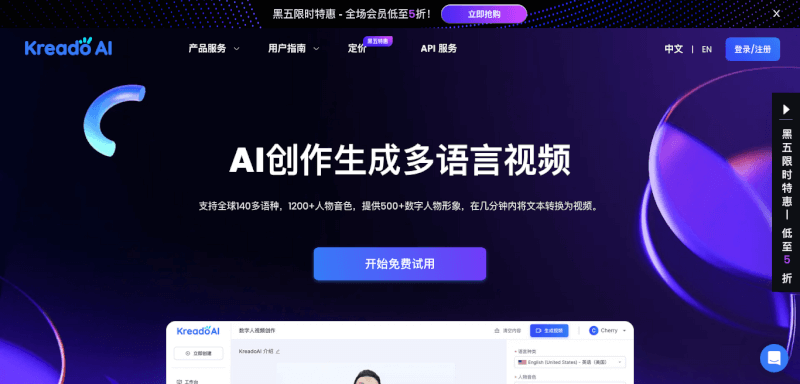 黑五限时特惠 - 全场会员低至5折！ 立即抢购 X
Kreado AI 产品服务 用户指南 定价 黑五特惠 API 服务 中文 | EN 登录/注册
AI创作生成多语言视频
支持全球140多语种，1200+人物音色，提供500+数字人物形象，在几分钟内将文本转换为视频。
开始免费试用
黑五限时特惠 | 低至5折
Kreado AI 数字人视频创作 清空内容 生成视频 C Cherry
立即创建 KreadoAI 介绍 语言种类
English (United States) - 英语（美国）
工作台 人物音色